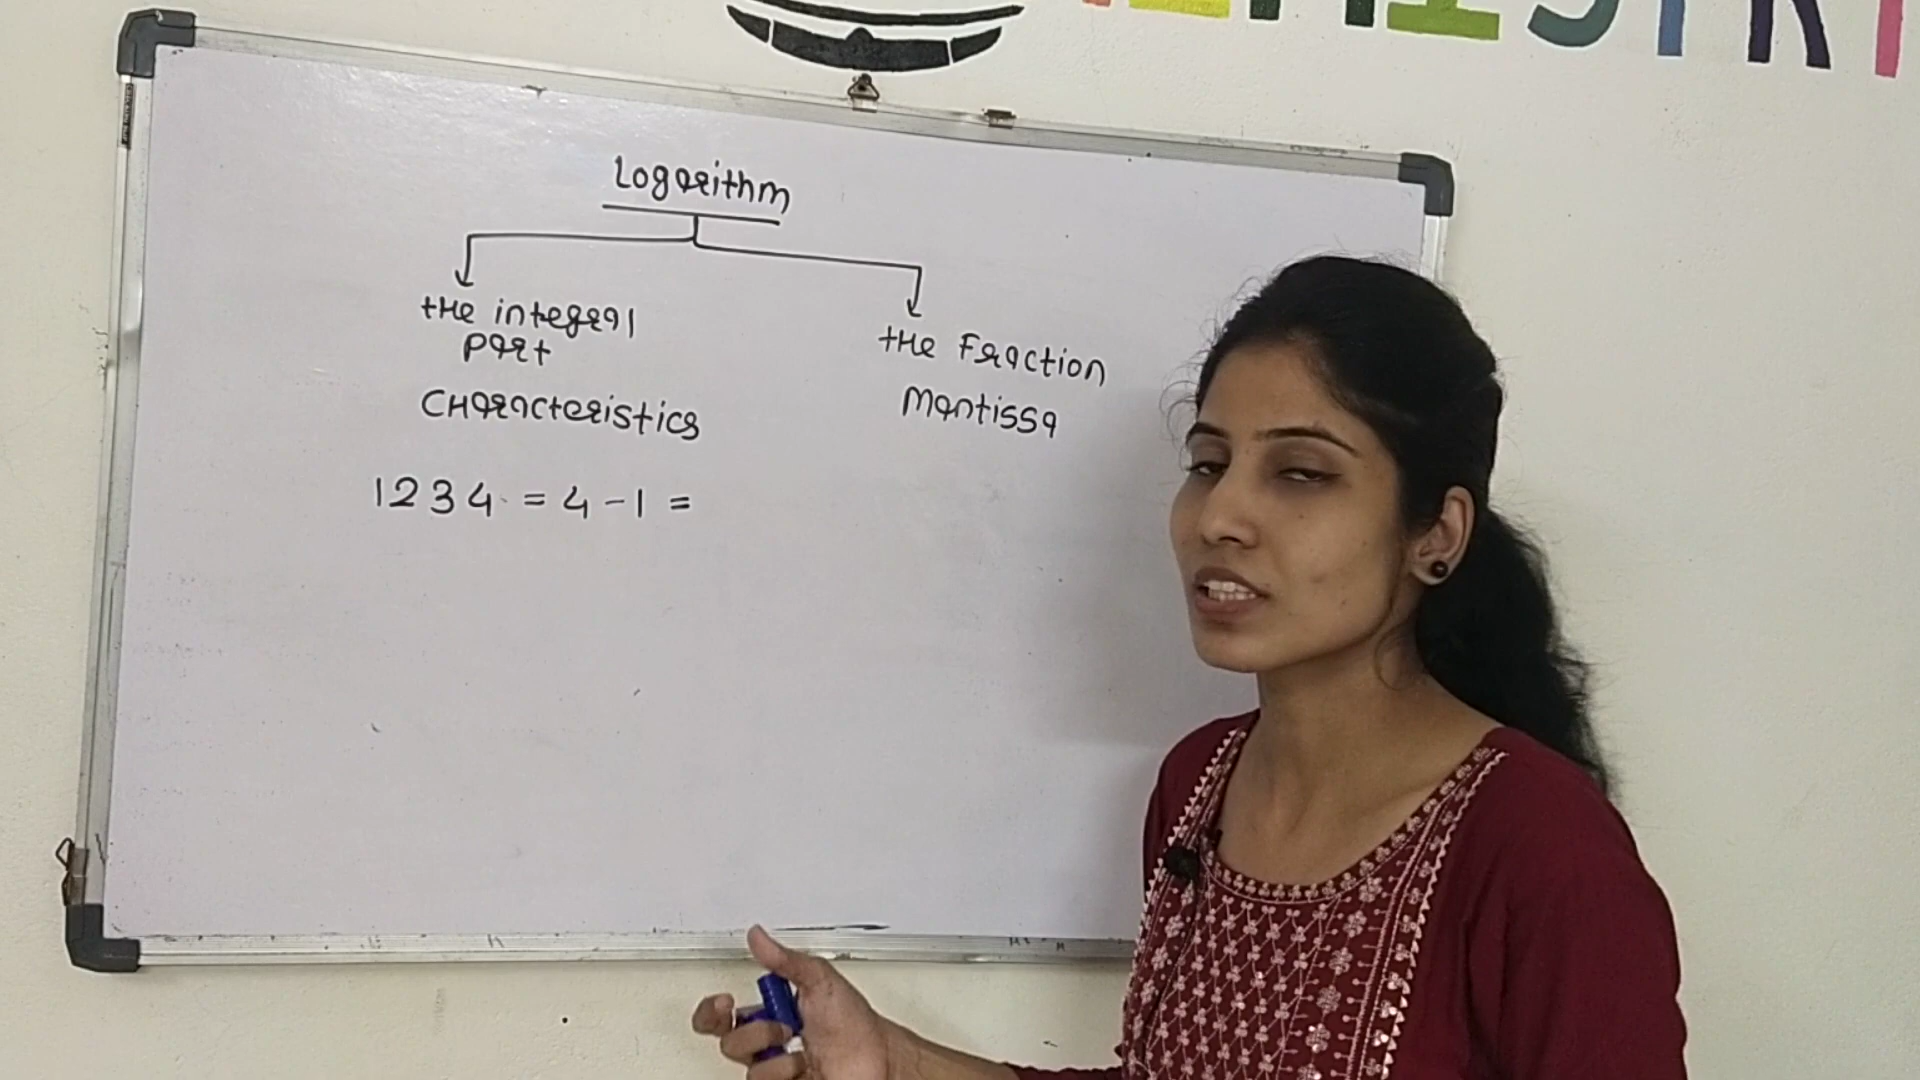 Logarithm
the integral
part
the Fraction
Characteristics
Mantissa
1234. = 4 - 1 =